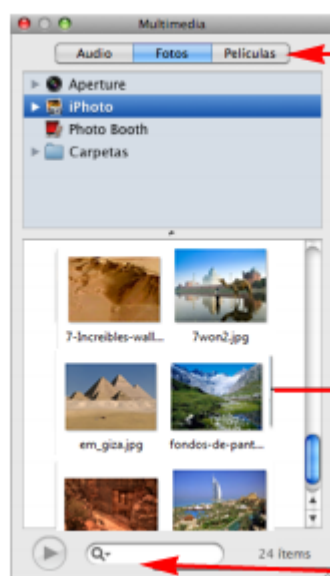 Multimedia
Audio Fotos Películas
Aperture
iPhoto
Photo Booth
Carpetas
7-Increibles-wall... 7won2.jpg
em_giza.jpg fondos-de-pant...
24 ítems